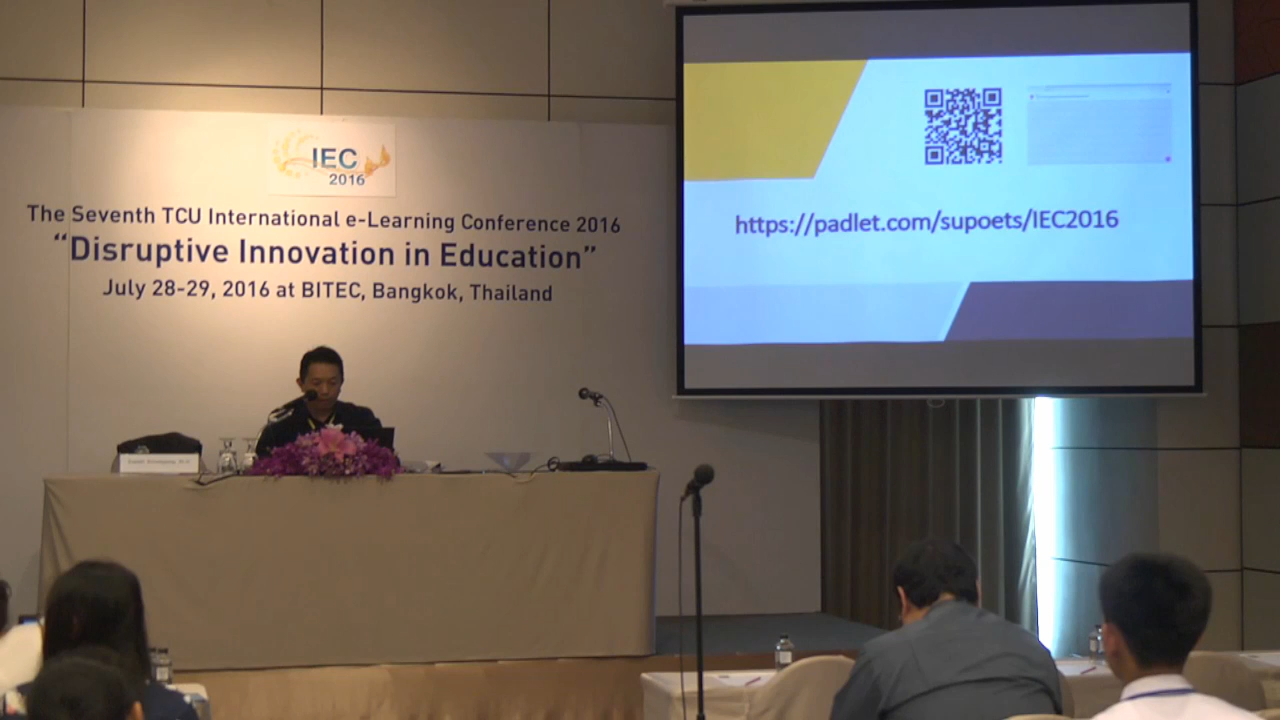 IEC
2016
The Seventh TCU International e-Learning Conference 2016
“Disruptive Innovation in Education”
July 28-29, 2016 at BITEC, Bangkok, Thailand
https://padlet.com/supoets/IEC2016